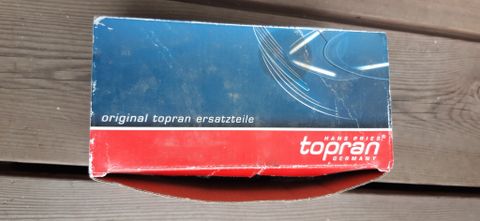 original topran ersatzteile
HANS PRIES
topran
GERMANY